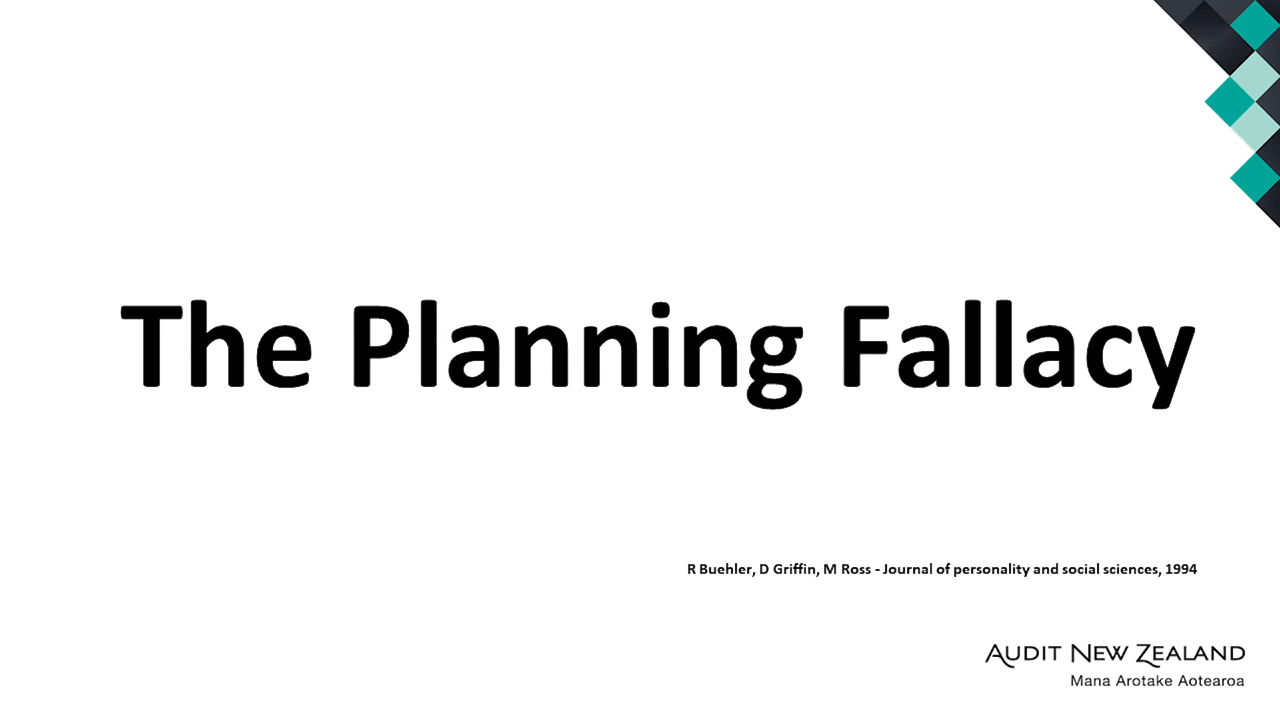 The Planning Fallacy
R Buehler, D Griffin, M Ross - Journal of personality and social sciences, 1994
AUDIT NEW ZEALAND
Mana Arotake Aotearoa